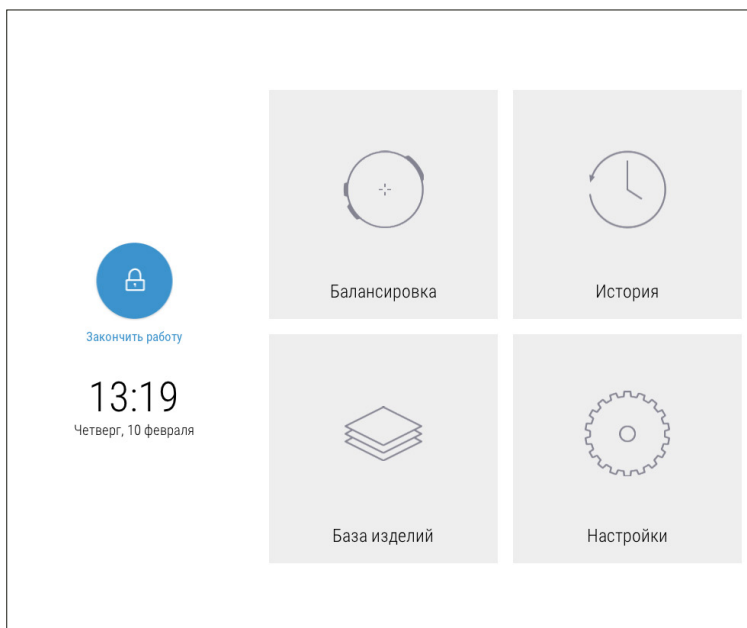 Закончить работу
13:19
Четверг, 10 февраля
Балансировка
История
База изделий
Настройки